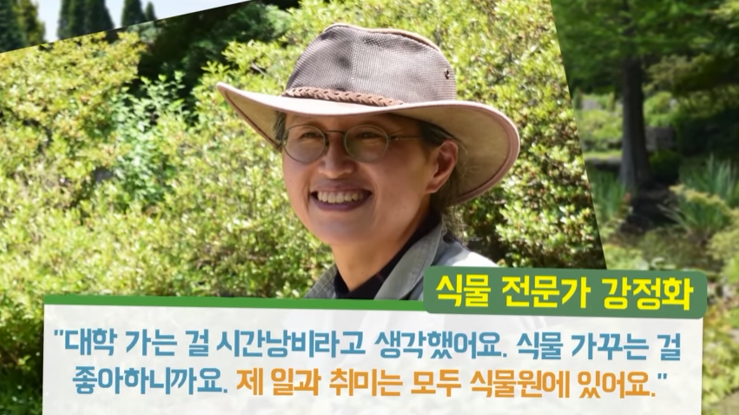 식물 전문가 강정화
"대학 가는 걸 시간낭비라고 생각했어요. 식물 가꾸는 걸
좋아하니까요. 제 일과 취미는 모두 식물원에 있어요."